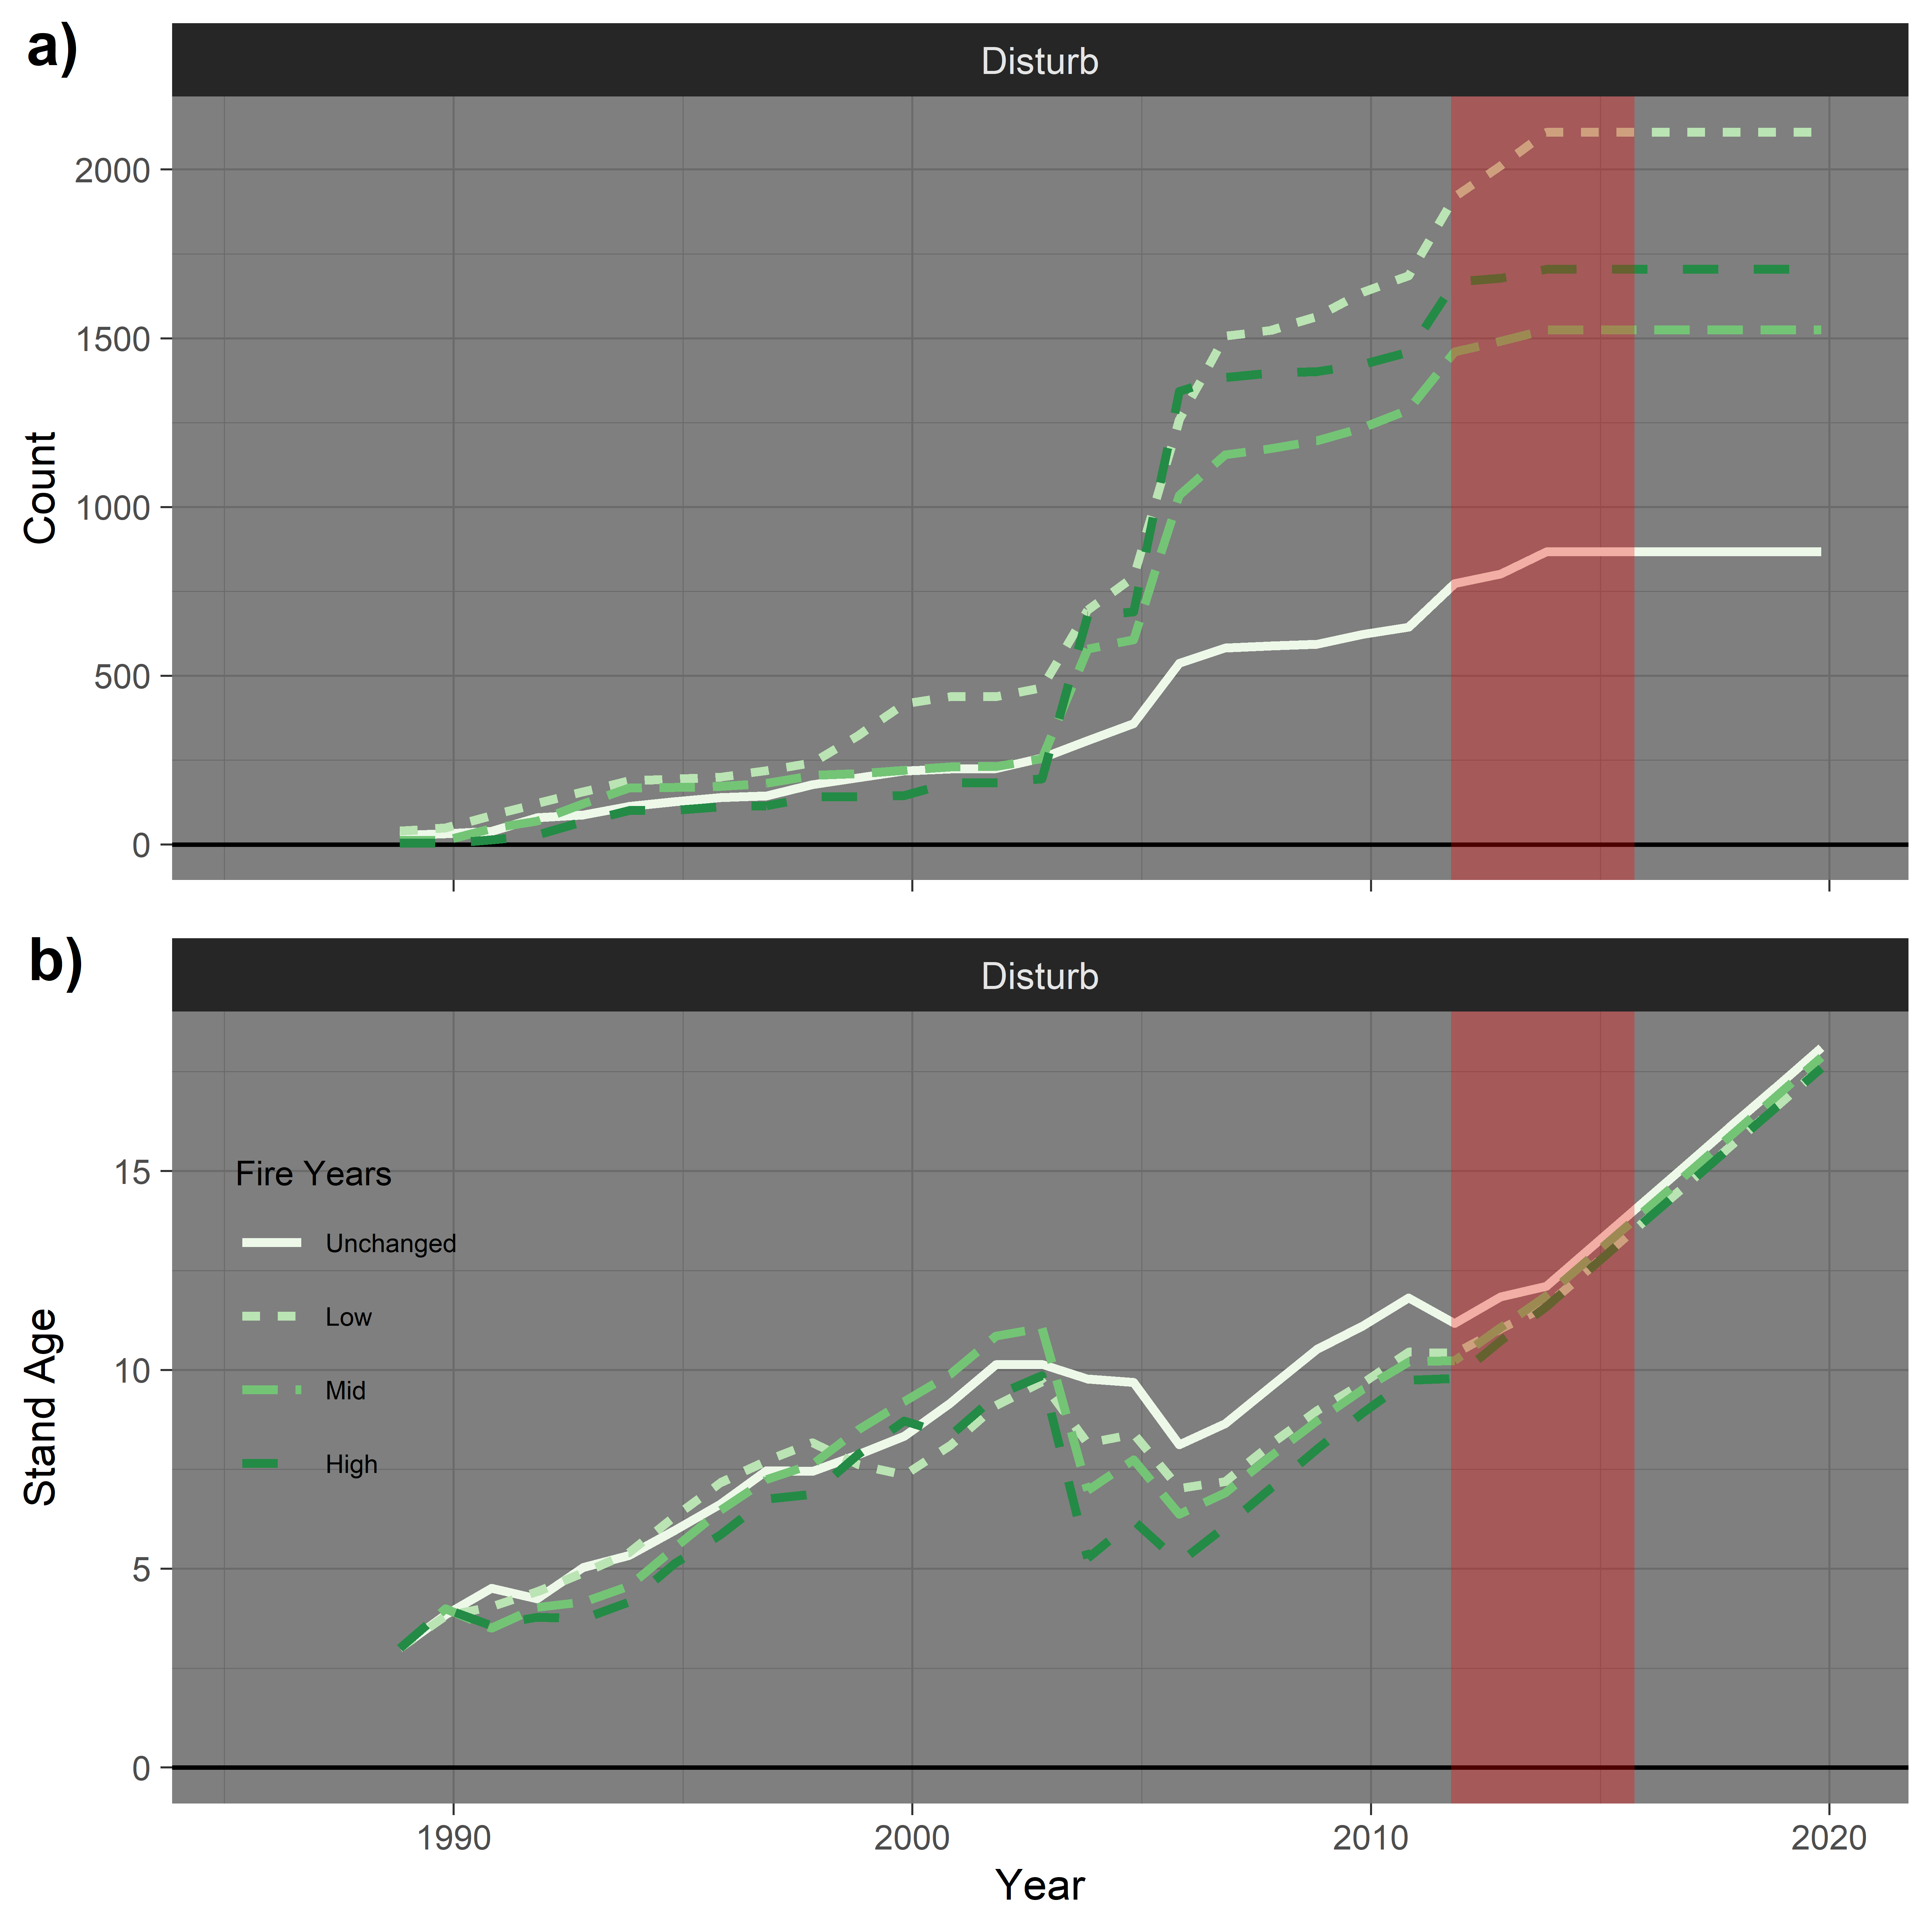 a)
Disturb
2000
1500
1000
500
0
Count
b)
Disturb
15
10
5
0
Stand Age
Fire Years
Unchanged
Low
Mid
High
1990 2000 2010 2020
Year